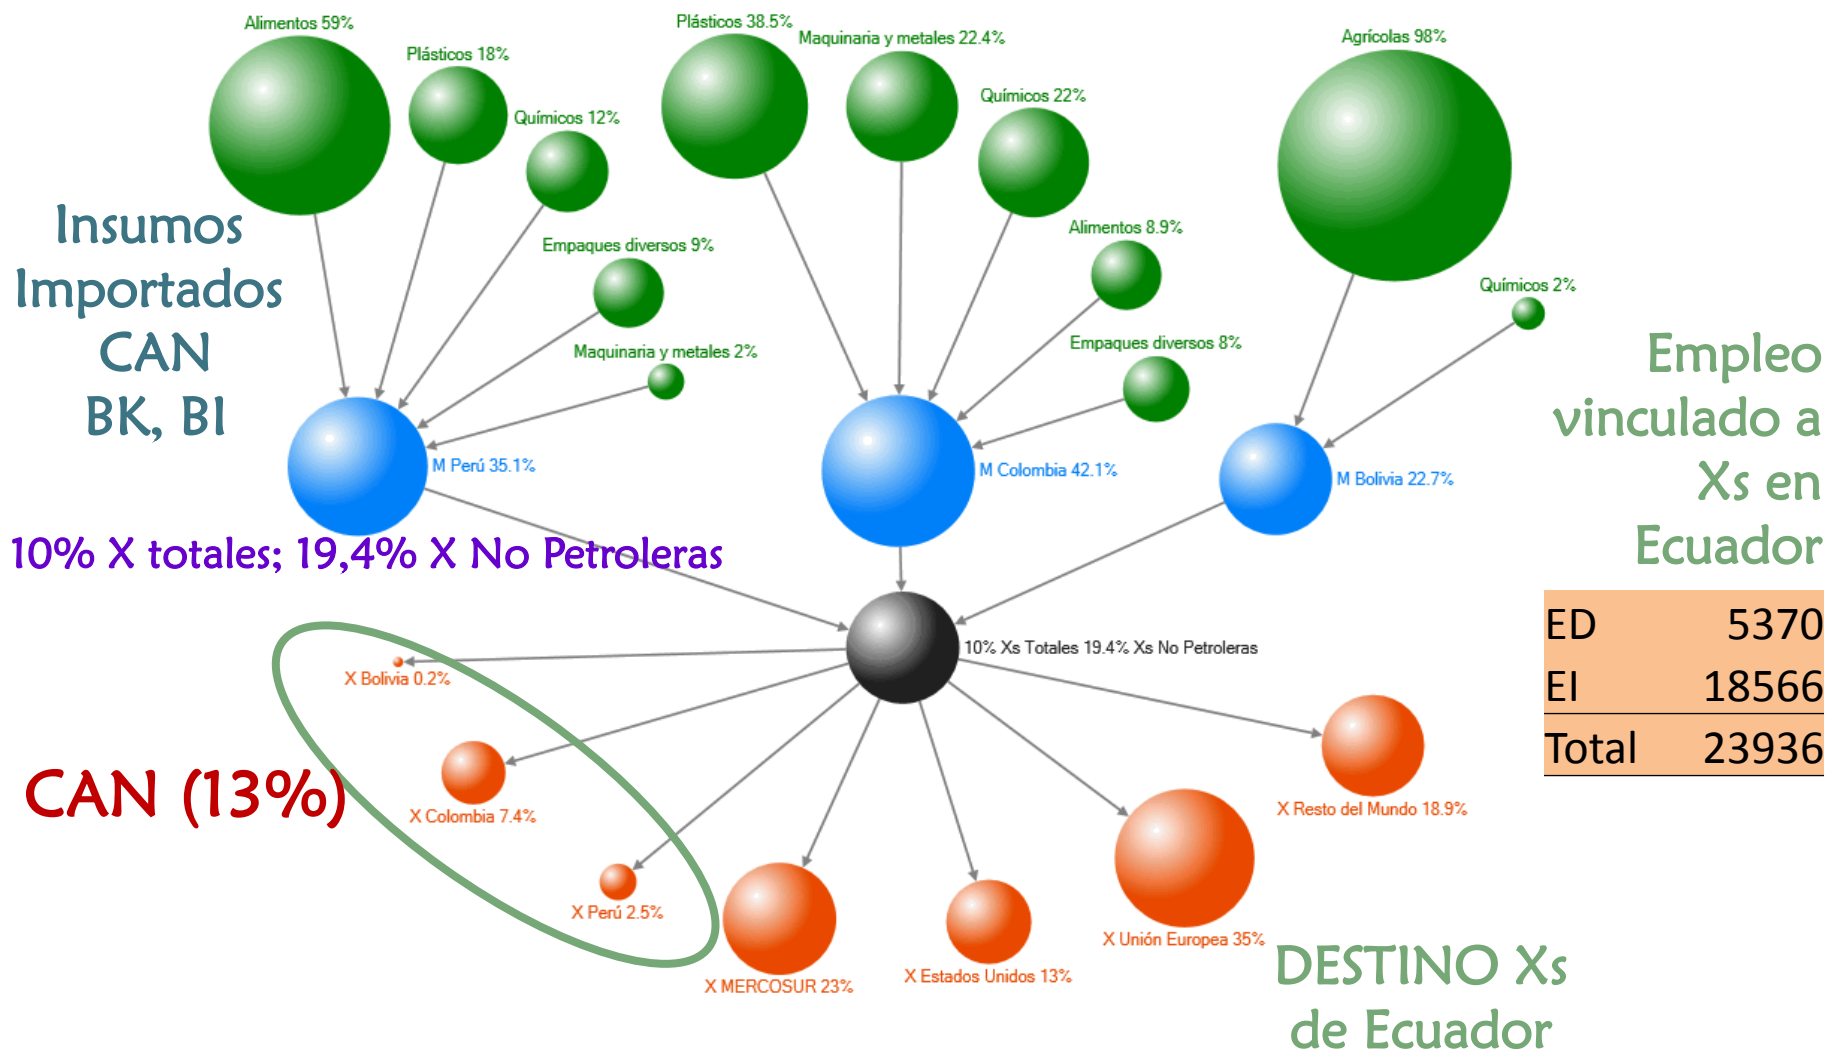 Alimentos 59%
Plásticos 18%
Químicos 12%
Empaques diversos 9%
Maquinaria y metales 2%
Plásticos 38.5%
Maquinaria y metales 22.4%
Químicos 22%
Alimentos 8.9%
Empaques diversos 8%
Agrícolas 98%
Químicos 2%
Insumos
Importados
CAN
BK, BI
Empleo
vinculado a
Xs en
Ecuador
M Perú 35.1%
M Colombia 42.1%
M Bolivia 22.7%
10% X totales; 19,4% X No Petroleras
10% Xs Totales 19.4% Xs No Petroleras
ED 5370
EI 18566
Total 23936
X Bolivia 0.2%
X Colombia 7.4%
X Perú 2.5%
CAN (13%)
X MERCOSUR 23%
X Estados Unidos 13%
X Unión Europea 35%
X Resto del Mundo 18.9%
DESTINO Xs
de Ecuador